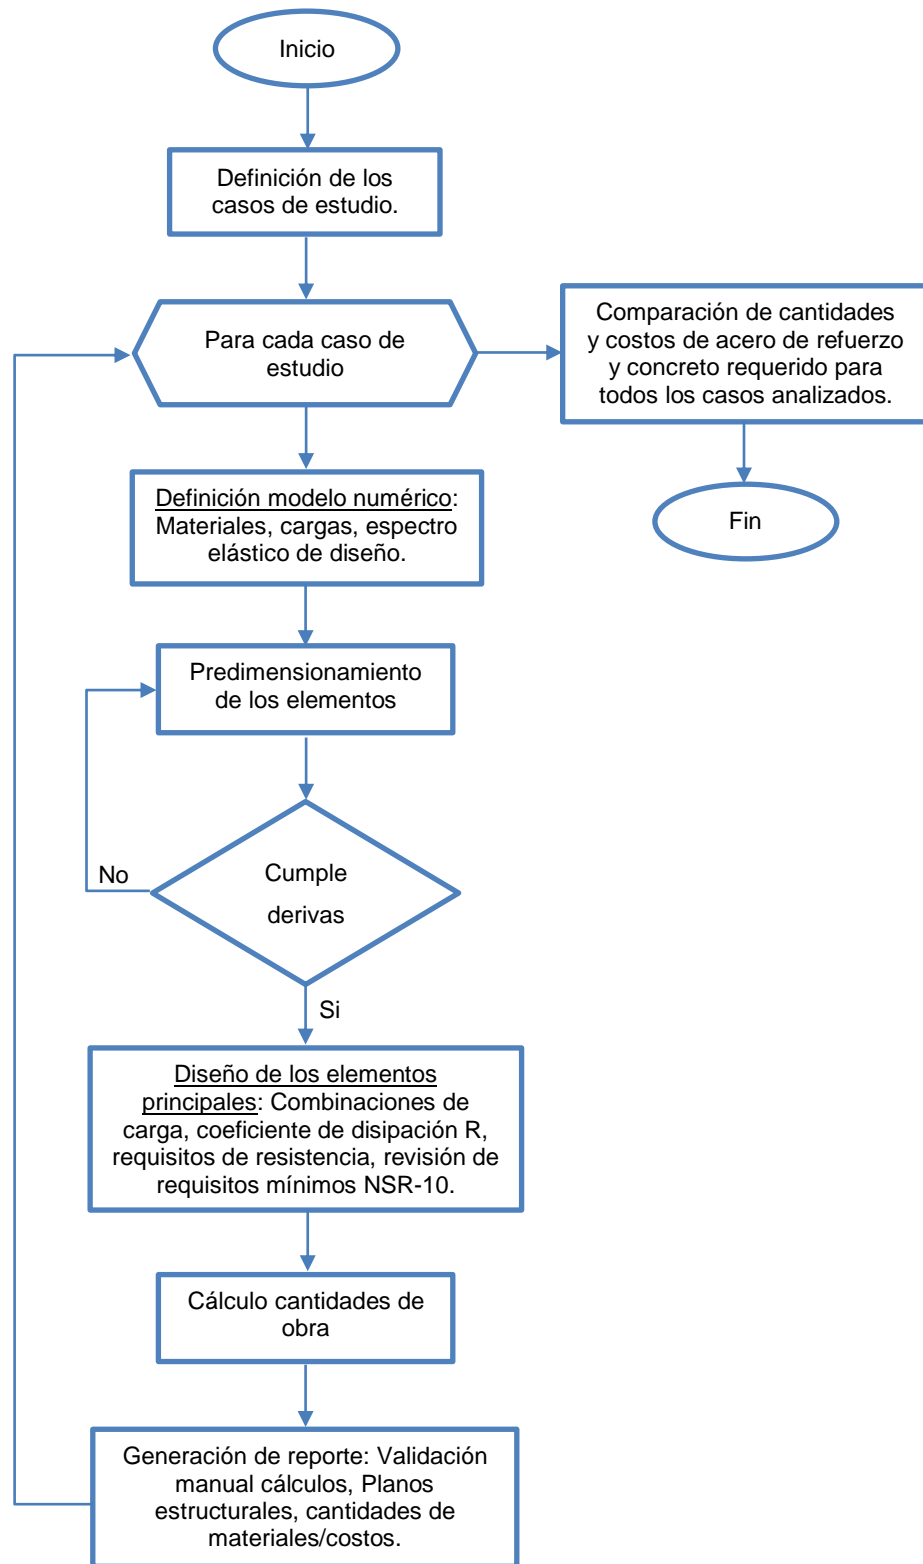 Inicio
Definición de los
casos de estudio.
Para cada caso de
estudio
Comparación de cantidades
y costos de acero de refuerzo
y concreto requerido para
todos los casos analizados.
Fin
Definición modelo numérico:
Materiales, cargas, espectro
elástico de diseño.
Predimensionamiento
de los elementos
Cumple
derivas
No
Si
Diseño de los elementos
principales: Combinaciones de
carga, coeficiente de disipación R,
requisitos de resistencia, revisión de
requisitos mínimos NSR-10.
Cálculo cantidades de
obra
Generación de reporte: Validación
manual cálculos, Planos
estructurales, cantidades de
materiales/costos.